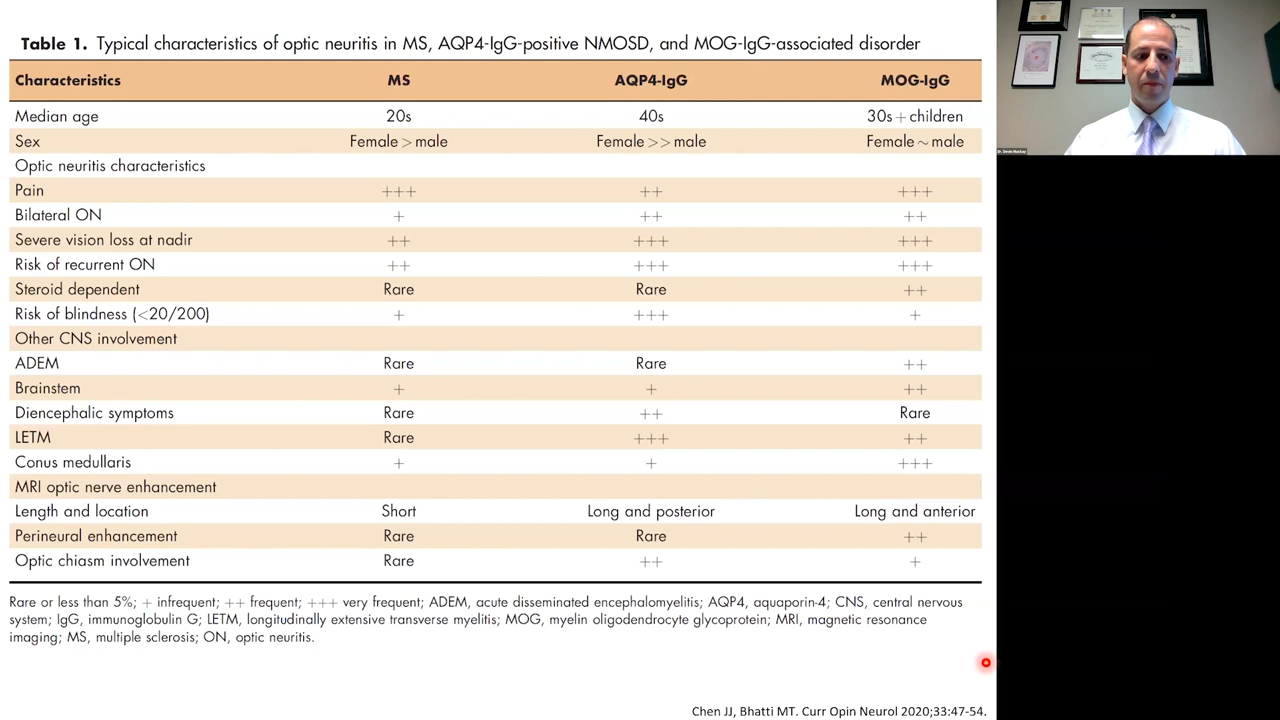 Table 1. Typical characteristics of optic neuritis in MS, AQP4-IgG-positive NMOSD, and MOG-IgG-associated disorder
Characteristics MS AQP4-IgG MOG-IgG
Median age 20s 40s 30s + children
Sex Female > male Female >> male Female ~ male
Optic neuritis characteristics
Pain +++ ++ +++
Bilateral ON + ++ ++
Severe vision loss at nadir ++ +++ +++
Risk of recurrent ON ++ +++ +++
Steroid dependent Rare Rare ++
Risk of blindness (<20/200) + +++ +
Other CNS involvement
ADEM Rare Rare ++
Brainstem + + ++
Diencephalic symptoms Rare ++ Rare
LETM Rare +++ ++
Conus medullaris + + +++
MRI optic nerve enhancement
Length and location Short Long and posterior Long and anterior
Perineural enhancement Rare Rare ++
Optic chiasm involvement Rare ++ +
Rare or less than 5%; + infrequent; ++ frequent; +++ very frequent; ADEM, acute disseminated encephalomyelitis; AQP4, aquaporin-4; CNS, central nervous
system; IgG, immunoglobulin G; LETM, longitudinally extensive transverse myelitis; MOG, myelin oligodendrocyte glycoprotein; MRI, magnetic resonance
imaging; MS, multiple sclerosis; ON, optic neuritis.
Chen JJ, Bhatti MT. Curr Opin Neurol 2020;33:47-54.
Dr. Devin Mackay